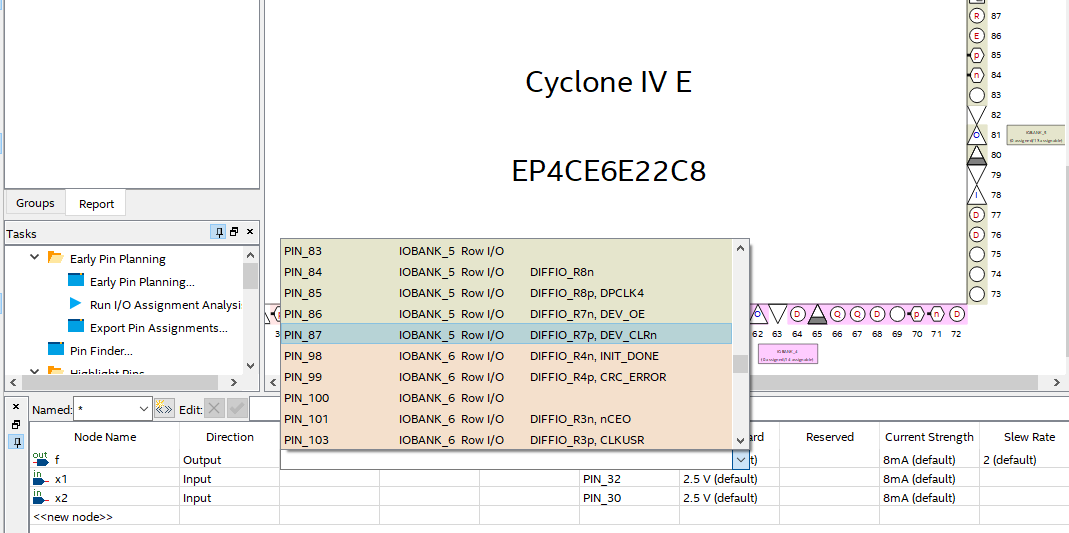 Cyclone IV E
EP4CE6E22C8
R 87
E 86
p 85
n 84
83
82
O 81
80
79
I 78
D 77
D 76
75
74
73
IOBANK_5
Groups Report
Tasks
Early Pin Planning
Early Pin Planning...
Run I/O Assignment Analysi
Export Pin Assignments...
Pin Finder...
Highlight Pins
PIN_83 IOBANK_5 Row I/O
PIN_84 IOBANK_5 Row I/O DIFFIO_R8n
PIN_85 IOBANK_5 Row I/O DIFFIO_R8p, DPCLK4
PIN_86 IOBANK_5 Row I/O DIFFIO_R7n, DEV_OE
PIN_87 IOBANK_5 Row I/O DIFFIO_R7p, DEV_CLRn
PIN_98 IOBANK_6 Row I/O DIFFIO_R4n, INIT_DONE
PIN_99 IOBANK_6 Row I/O DIFFIO_R4p, CRC_ERROR
PIN_100 IOBANK_6 Row I/O
PIN_101 IOBANK_6 Row I/O DIFFIO_R3n, nCEO
PIN_103 IOBANK_6 Row I/O DIFFIO_R3p, CLKUSR
O D Q Q D p n D
62 63 64 65 66 67 68 69 70 71 72
IOBANK_4
Named: * Edit:
Node Name Direction Reserved Current Strength Slew Rate
out f Output 8mA (default) 2 (default)
in x1 Input PIN_32 2.5 V (default) 8mA (default)
in x2 Input PIN_30 2.5 V (default) 8mA (default)
<<new node>>